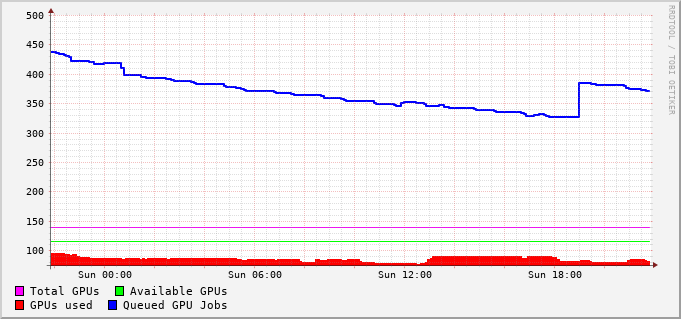 RRDTOOL / TOBI OETIKER
500
450
400
350
300
250
200
150
100
Sun 00:00 Sun 06:00 Sun 12:00 Sun 18:00
Total GPUs Available GPUs
GPUs used Queued GPU Jobs